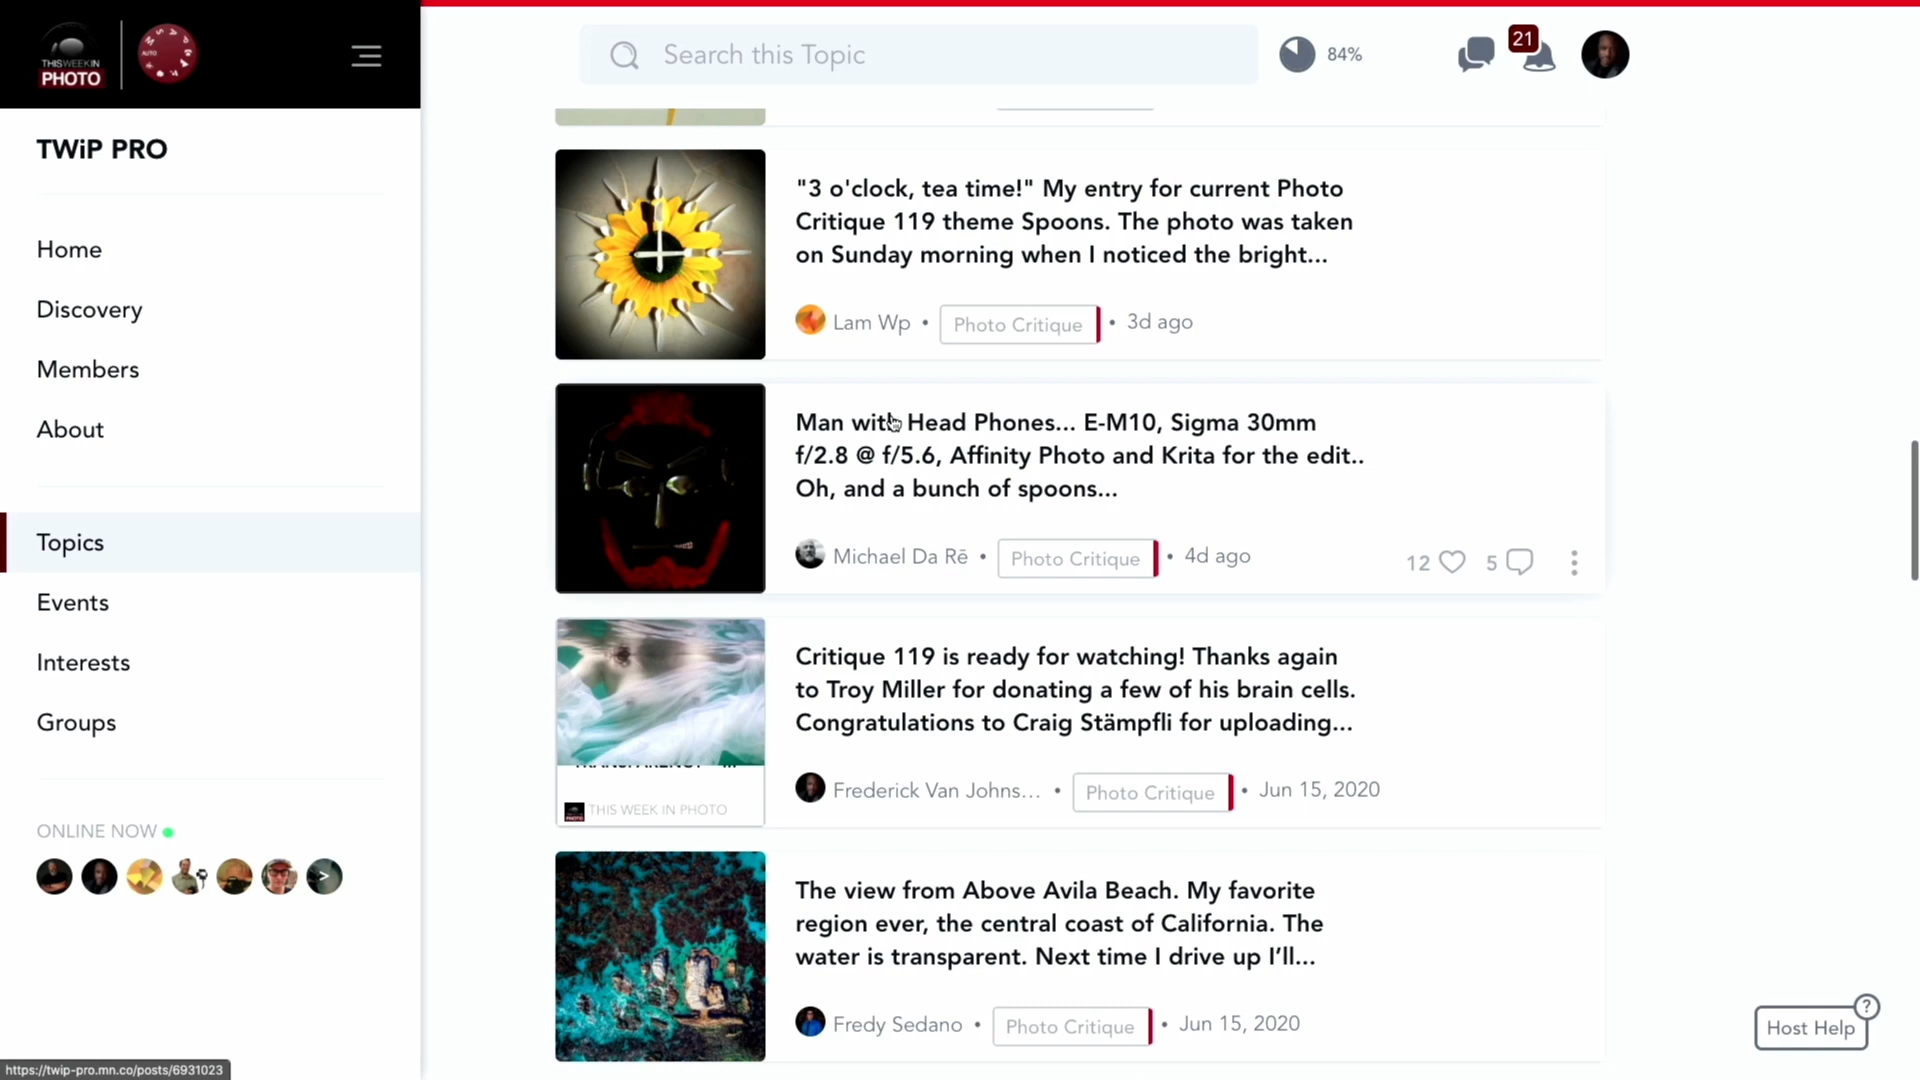 THIS WEEK IN
PHOTO
AUTO
Search this Topic
84%
21
TWiP PRO
Home
Discovery
Members
About
Topics
Events
Interests
Groups
ONLINE NOW
>
"3 o'clock, tea time!" My entry for current Photo
Critique 119 theme Spoons. The photo was taken
on Sunday morning when I noticed the bright...
Lam Wp • Photo Critique • 3d ago
Man with Head Phones... E-M10, Sigma 30mm
f/2.8 @ f/5.6, Affinity Photo and Krita for the edit..
Oh, and a bunch of spoons...
Michael Da Rē • Photo Critique • 4d ago
12 5
THIS WEEK IN PHOTO
Critique 119 is ready for watching! Thanks again
to Troy Miller for donating a few of his brain cells.
Congratulations to Craig Stämpfli for uploading...
Frederick Van Johns... • Photo Critique • Jun 15, 2020
The view from Above Avila Beach. My favorite
region ever, the central coast of California. The
water is transparent. Next time I drive up I’ll...
Fredy Sedano • Photo Critique • Jun 15, 2020
?
Host Help
https://twip-pro.mn.co/posts/6931023